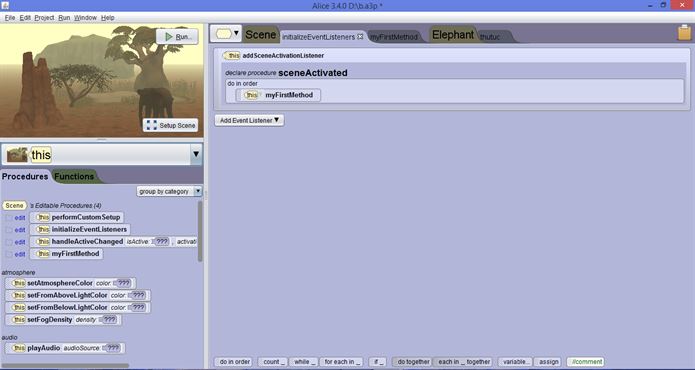 Alice 3.4.0 D:\b.a3p *
File Edit Project Run Window Help
Run...
Setup Scene
this
Procedures Functions
group by category
Scene 's Editable Procedures (4)
edit this performCustomSetup
edit this initializeEventListeners
edit this handleActiveChanged isActive: ??? , activati
edit this myFirstMethod
atmosphere
this setAtmosphereColor color: ???
this setFromAboveLightColor color: ???
this setFromBelowLightColor color: ???
this setFogDensity density: ???
audio
this playAudio audioSource: ???
Scene initializeEventListeners myFirstMethod Elephant thutuc
this addSceneActivationListener
declare procedure sceneActivated
do in order
this myFirstMethod
Add Event Listener
do in order count _ while _ for each in _ if _ do together each in _ together variable... assign //comment